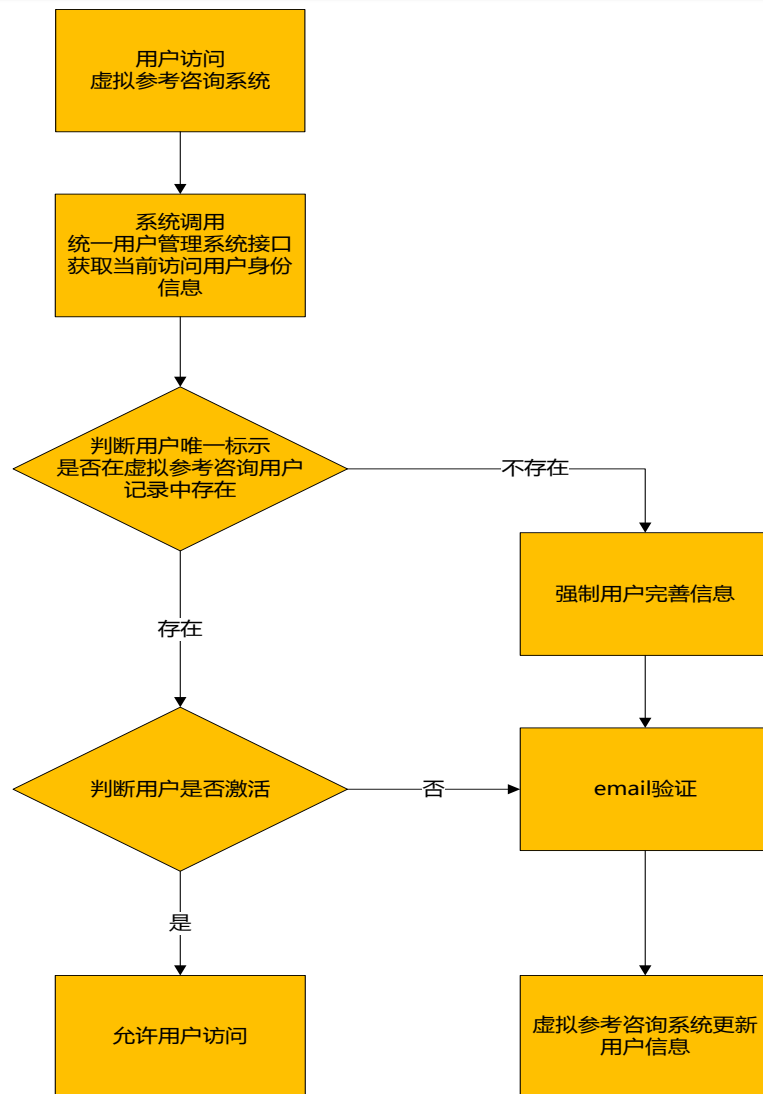 用户访问
虚拟参考咨询系统
系统调用
统一用户管理系统接口
获取当前访问用户身份
信息
判断用户唯一标示
是否在虚拟参考咨询用户
记录中存在
不存在
强制用户完善信息
存在
判断用户是否激活
否
email验证
是
允许用户访问
虚拟参考咨询系统更新
用户信息